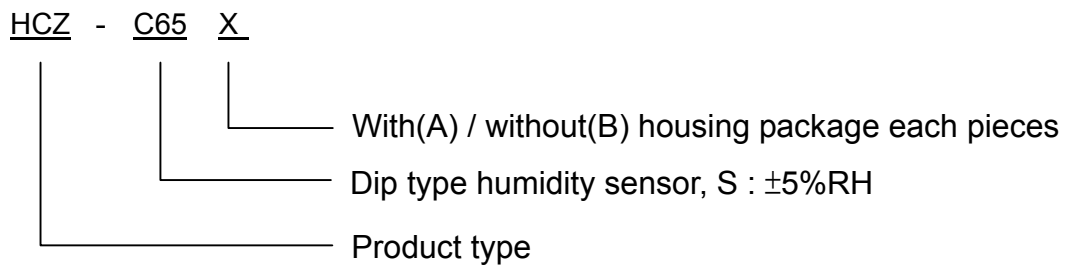 HCZ - C65 X
With(A) / without(B) housing package each pieces
Dip type humidity sensor, S : ±5%RH
Product type